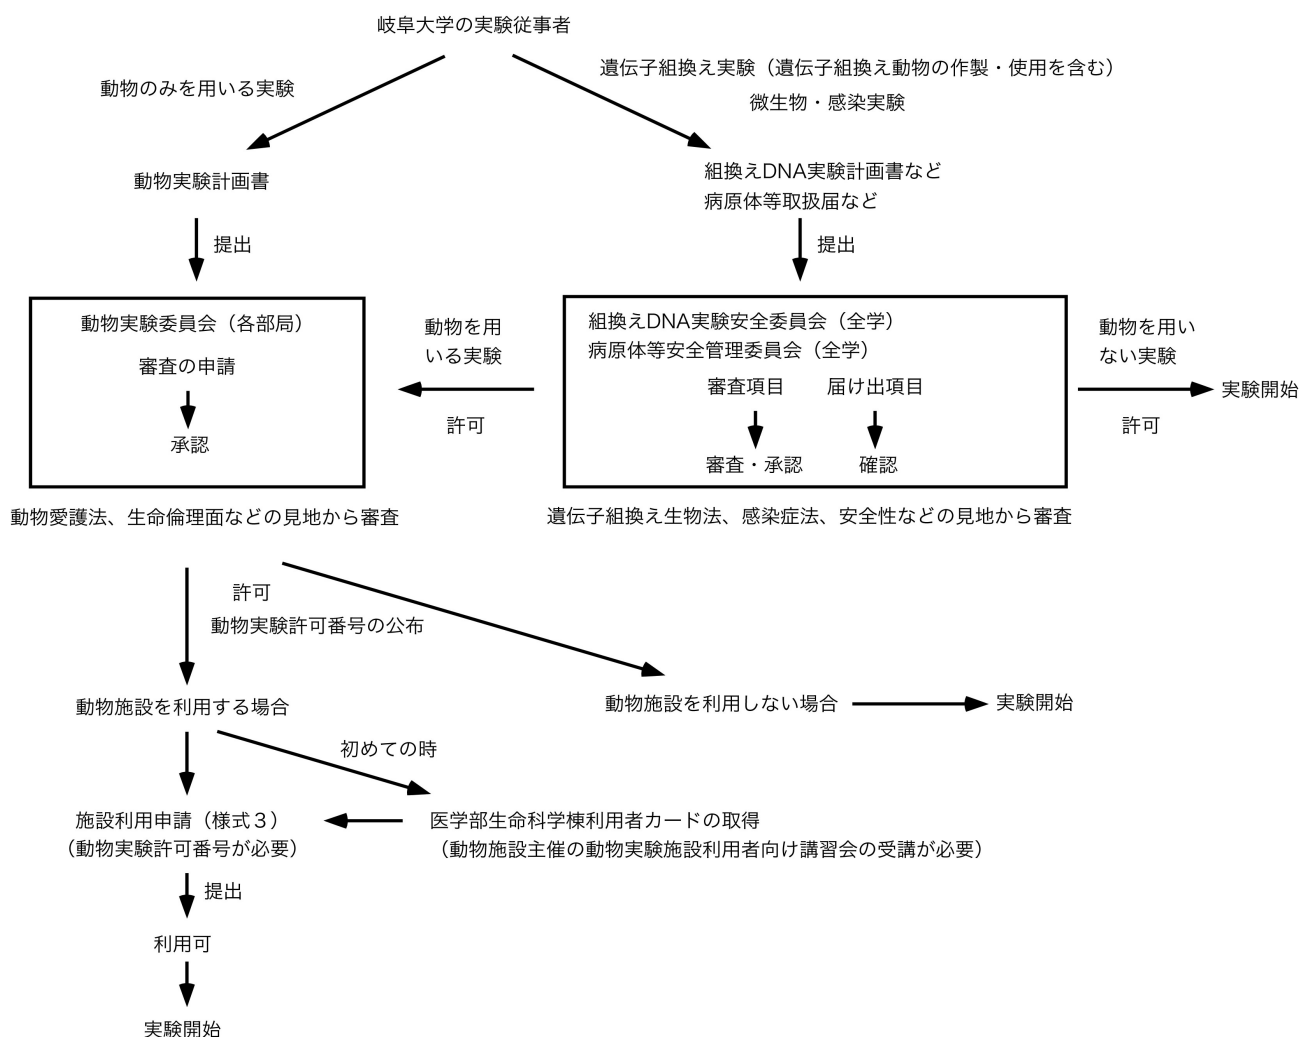 岐阜大学の実験従事者
動物のみを用いる実験
遺伝子組換え実験（遺伝子組換え動物の作製・使用を含む）
微生物・感染実験
動物実験計画書
組換えDNA実験計画書など
病原体等取扱届など
提出
提出
動物実験委員会（各部局）
審査の申請
承認
動物を用
いる実験
許可
組換えDNA実験安全委員会（全学）
病原体等安全管理委員会（全学）
審査項目
届け出項目
審査・承認
確認
動物を用い
ない実験
許可
実験開始
動物愛護法、生命倫理面などの見地から審査
遺伝子組換え生物法、感染症法、安全性などの見地から審査
許可
動物実験許可番号の公布
動物施設を利用する場合
動物施設を利用しない場合
実験開始
初めての時
施設利用申請（様式３）
（動物実験許可番号が必要）
医学部生命科学棟利用者カードの取得
（動物施設主催の動物実験施設利用者向け講習会の受講が必要）
提出
利用可
実験開始